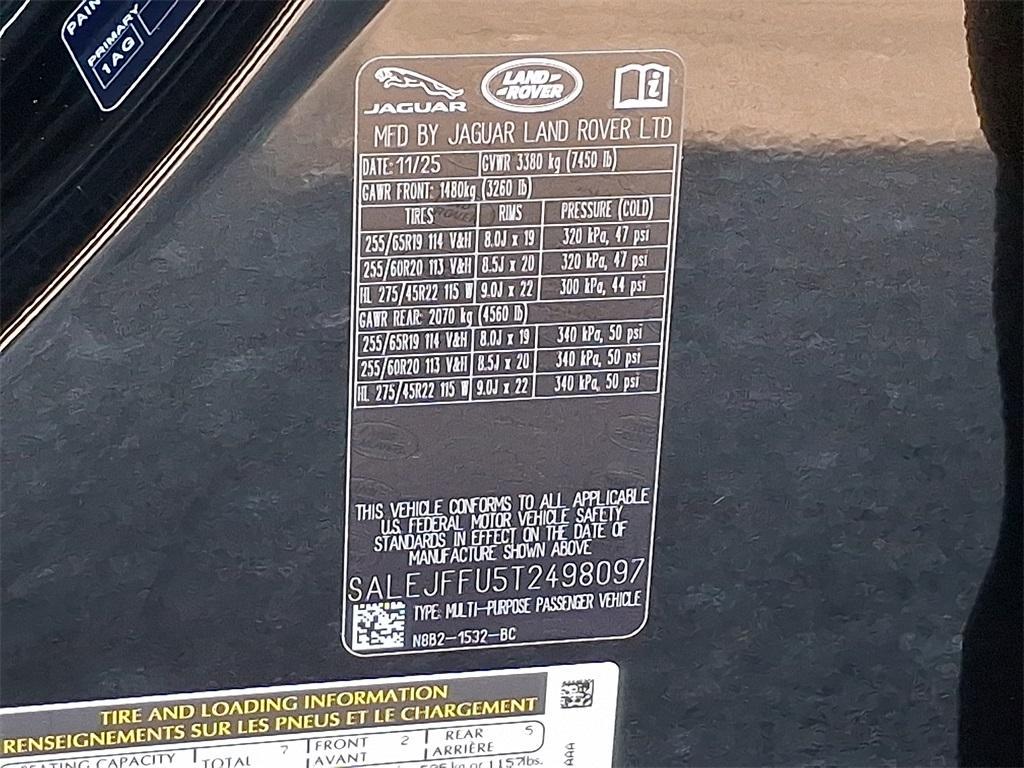 PAIN
PRIMARY
1AG
JAGUAR
LAND ROVER
MFD BY JAGUAR LAND ROVER LTD
DATE: 11/25 GVWR 3380 kg (7450 lb)
GAWR FRONT: 1480kg (3260 lb)
TIRES RIMS PRESSURE (COLD)
255/65R19 114 V&H 8.0J x 19 320 kPa, 47 psi
255/60R20 113 V&H 8.5J x 20 320 kPa, 47 psi
HL 275/45R22 115 W 9.0J x 22 300 kPa, 44 psi
GAWR REAR: 2070 kg (4560 lb)
255/65R19 114 V&H 8.0J x 19 340 kPa, 50 psi
255/60R20 113 V&H 8.5J x 20 340 kPa, 50 psi
HL 275/45R22 115 W 9.0J x 22 340 kPa, 50 psi
THIS VEHICLE CONFORMS TO ALL APPLICABLE
U.S. FEDERAL MOTOR VEHICLE SAFETY
STANDARDS IN EFFECT ON THE DATE OF
MANUFACTURE SHOWN ABOVE
SALEJFFU5T2498097
TYPE: MULTI-PURPOSE PASSENGER VEHICLE
N8B2-1532-BC
TIRE AND LOADING INFORMATION
RENSEIGNEMENTS SUR LES PNEUS ET LE CHARGEMENT
SEATING CAPACITY TOTAL 7 FRONT 2 REAR 5
AVANT ARRIÈRE
kg or 1157lbs.
AAA